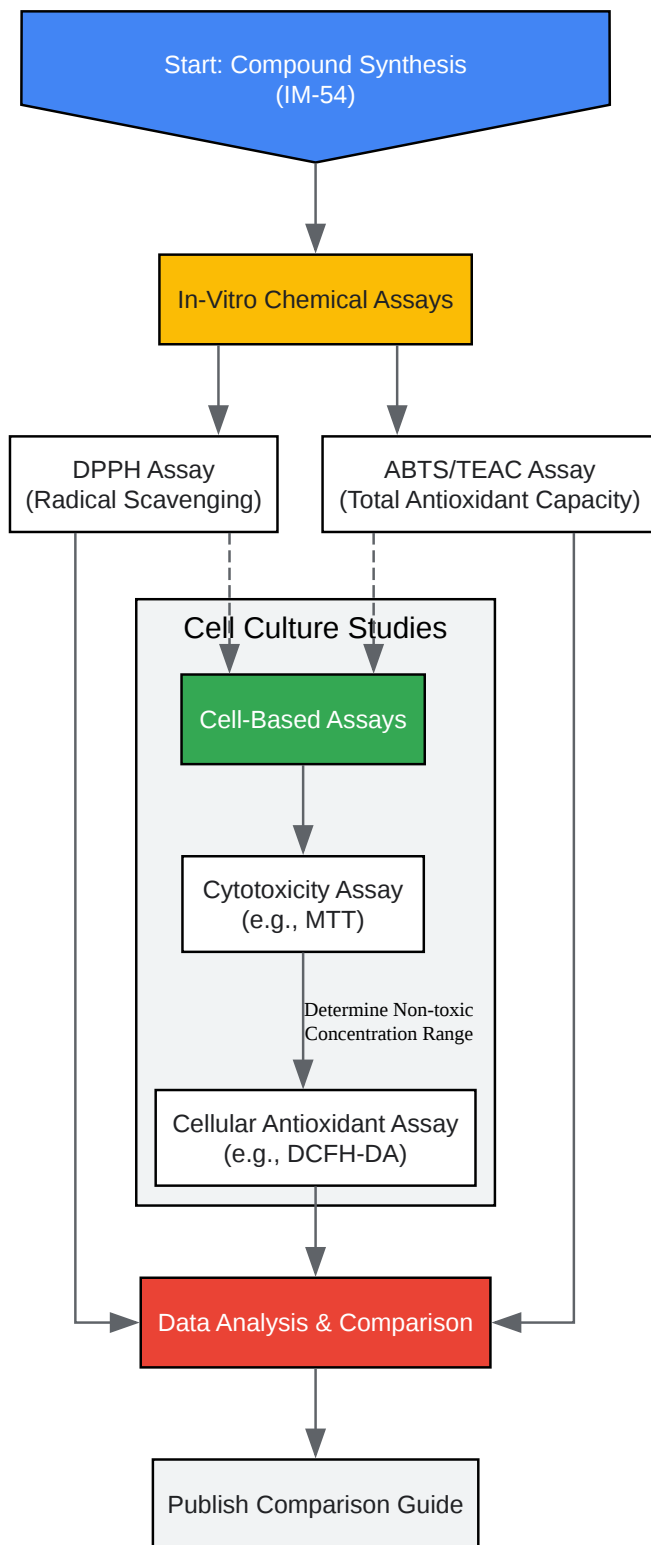 Start: Compound Synthesis
(IM-54)
In-Vitro Chemical Assays
DPPH Assay
(Radical Scavenging)
ABTS/TEAC Assay
(Total Antioxidant Capacity)
Cell Culture Studies
Cell-Based Assays
Cytotoxicity Assay
(e.g., MTT)
Determine Non-toxic
Concentration Range
Cellular Antioxidant Assay
(e.g., DCFH-DA)
Data Analysis & Comparison
Publish Comparison Guide